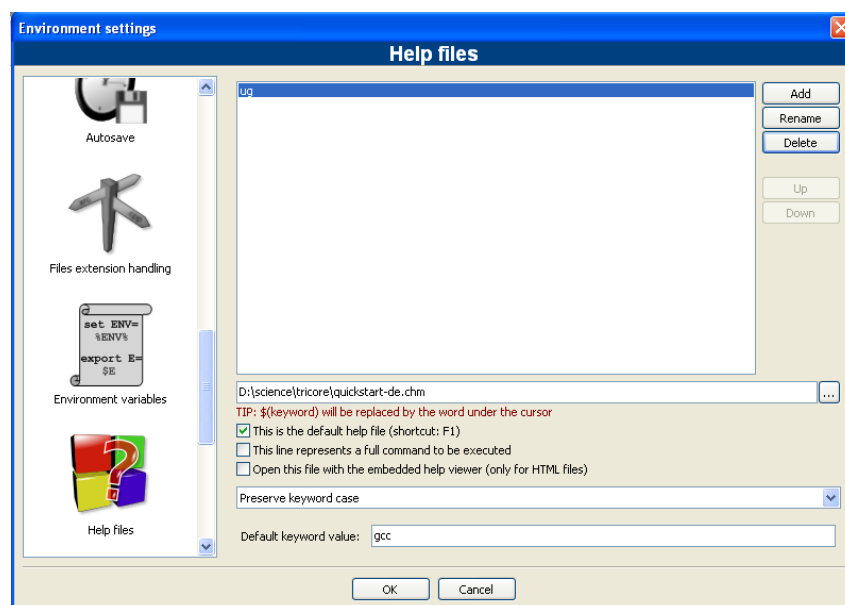 Environment settings
Help files
Autosave
Files extension handling
set ENV=
%ENV%
export E=
$E
Environment variables
Help files
ug
Add
Rename
Delete
Up
Down
D:\science\tricore\quickstart-de.chm
...
TIP: $(keyword) will be replaced by the word under the cursor
This is the default help file (shortcut: F1)
This line represents a full command to be executed
Open this file with the embedded help viewer (only for HTML files)
Preserve keyword case
Default keyword value: gcc
OK Cancel